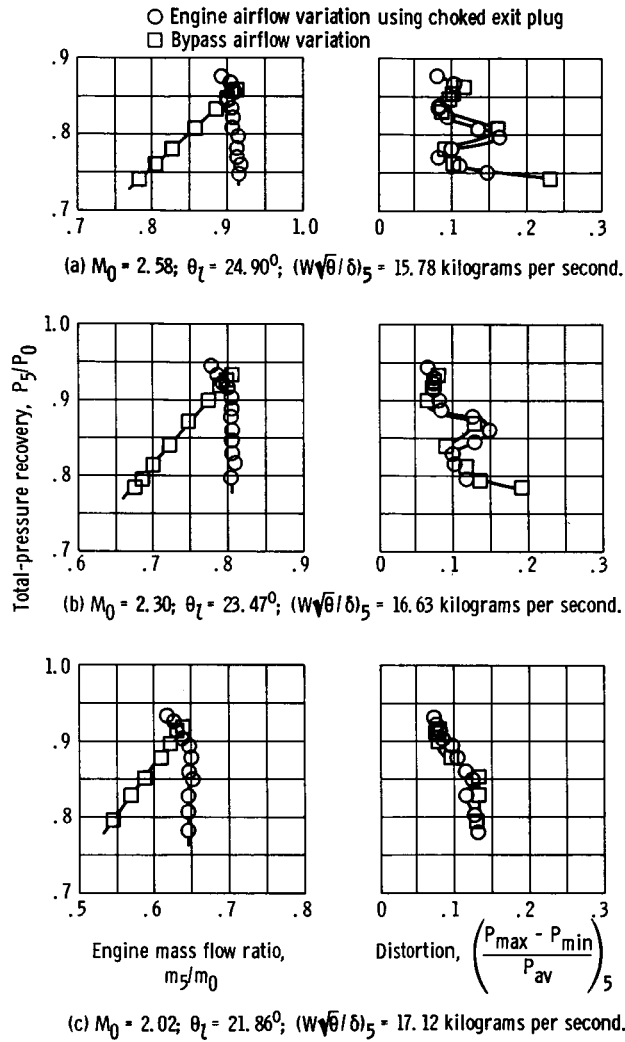 Engine airflow variation using choked exit plug
Bypass airflow variation
.9
.8
.7
.7 .8 .9 1.0
0 .1 .2 .3
(a) M0 = 2.58; θl = 24.90°; (W√θ/δ)5 = 15.78 kilograms per second.
Total-pressure recovery, P5/P0
1.0
.9
.8
.7
.6 .7 .8 .9
0 .1 .2 .3
(b) M0 = 2.30; θl = 23.47°; (W√θ/δ)5 = 16.63 kilograms per second.
1.0
.9
.8
.7
.5 .6 .7 .8
0 .1 .2 .3
Engine mass flow ratio,
m5/m0
Distortion, ((Pmax - Pmin)/Pav)5
(c) M0 = 2.02; θl = 21.86°; (W√θ/δ)5 = 17.12 kilograms per second.